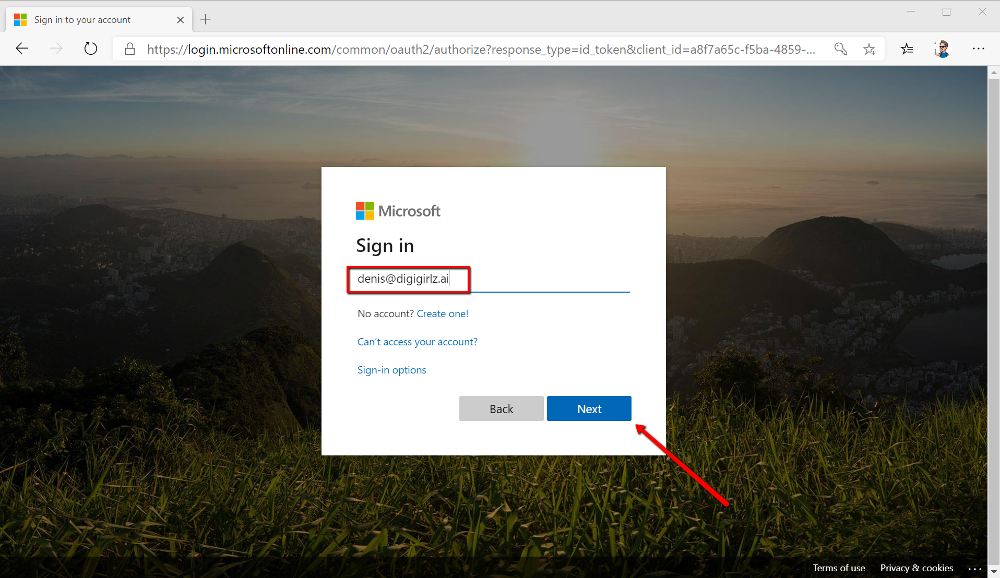 Sign in to your account
https://login.microsoftonline.com/common/oauth2/authorize?response_type=id_token&client_id=a8f7a65c-f5ba-4859-...
Microsoft
Sign in
denis@digigirlz.ai
No account? Create one!
Can’t access your account?
Sign-in options
Back
Next
Terms of use
Privacy & cookies